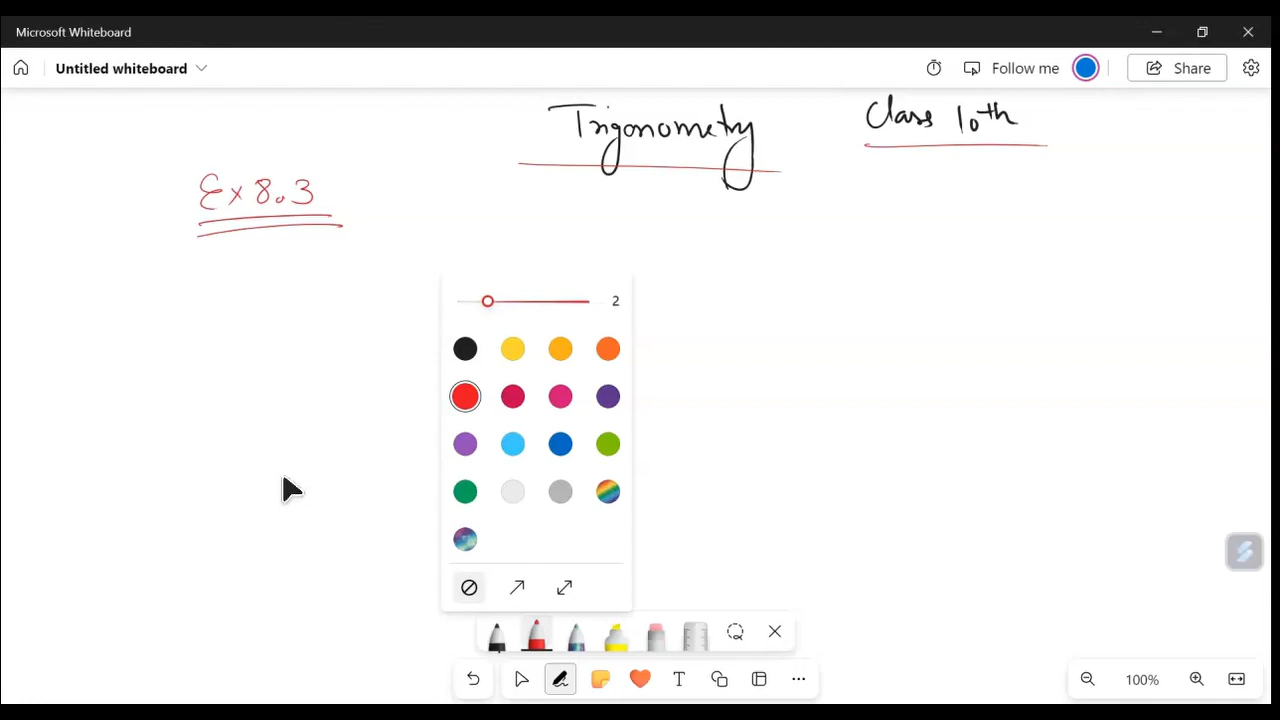 Microsoft Whiteboard
Untitled whiteboard
Follow me
Share
Trigonometry
Class 10th
Ex 8.3
2
T
100%